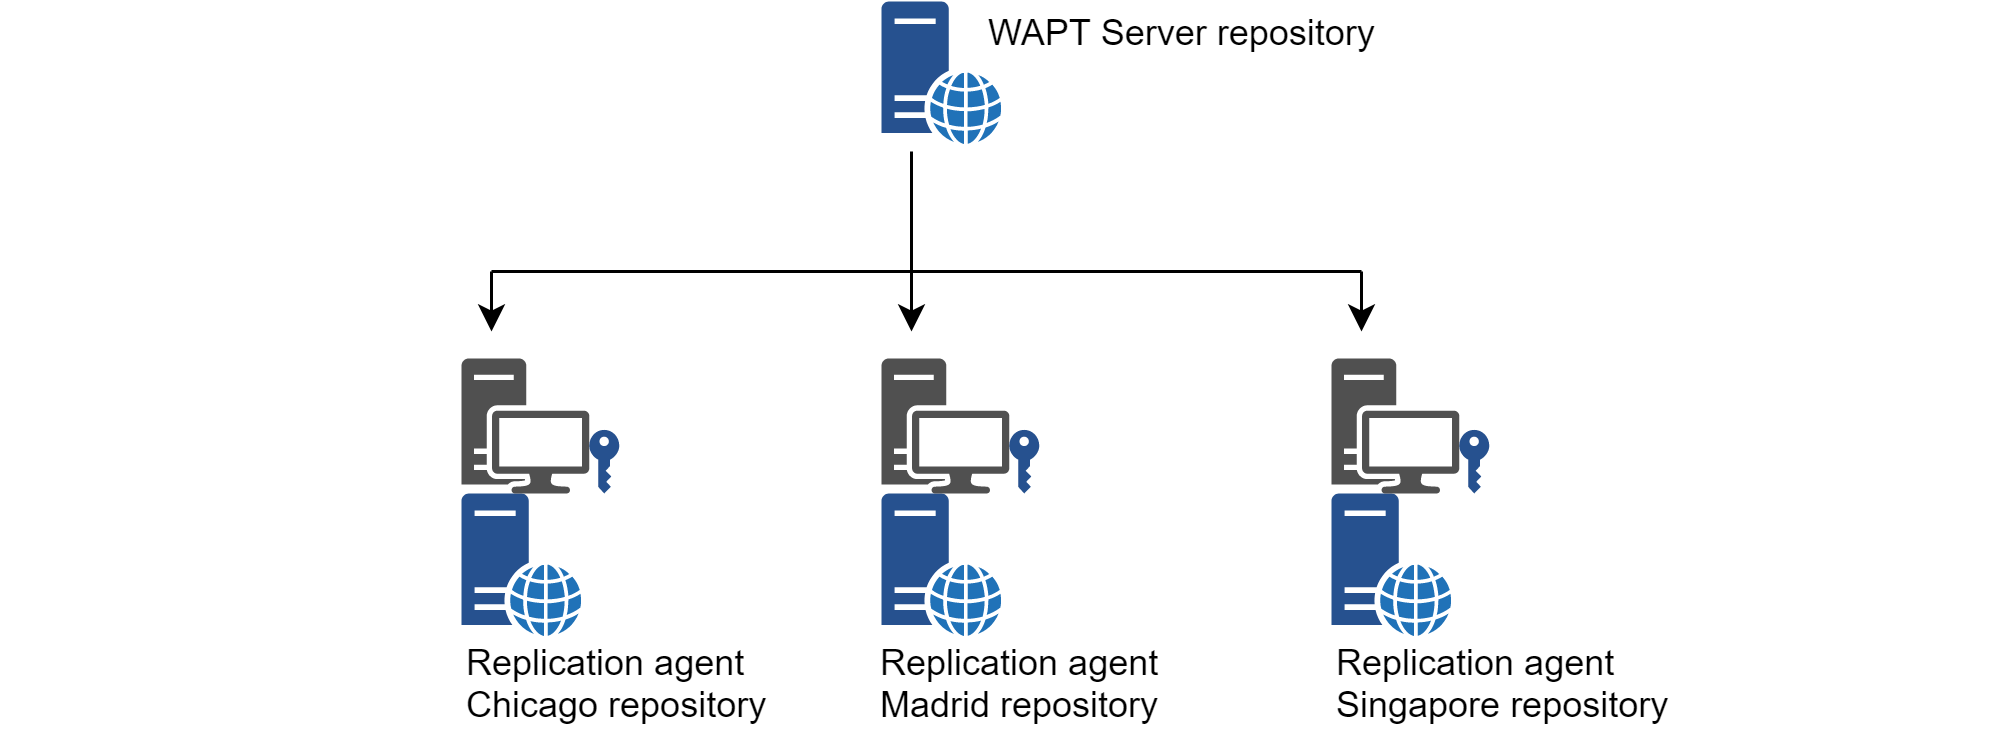 WAPT Server repository
Replication agent
Chicago repository
Replication agent
Madrid repository
Replication agent
Singapore repository